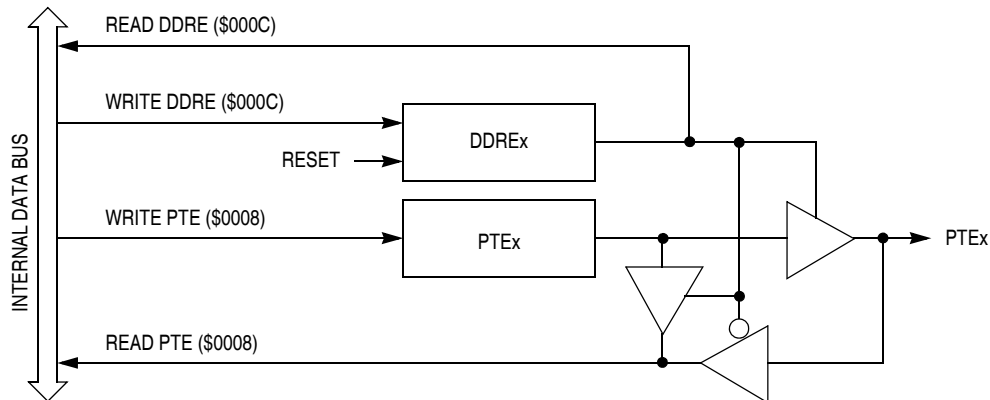 READ DDRE ($000C)
WRITE DDRE ($000C)
DDREx
RESET
INTERNAL DATA BUS
WRITE PTE ($0008)
PTEx
PTEx
READ PTE ($0008)